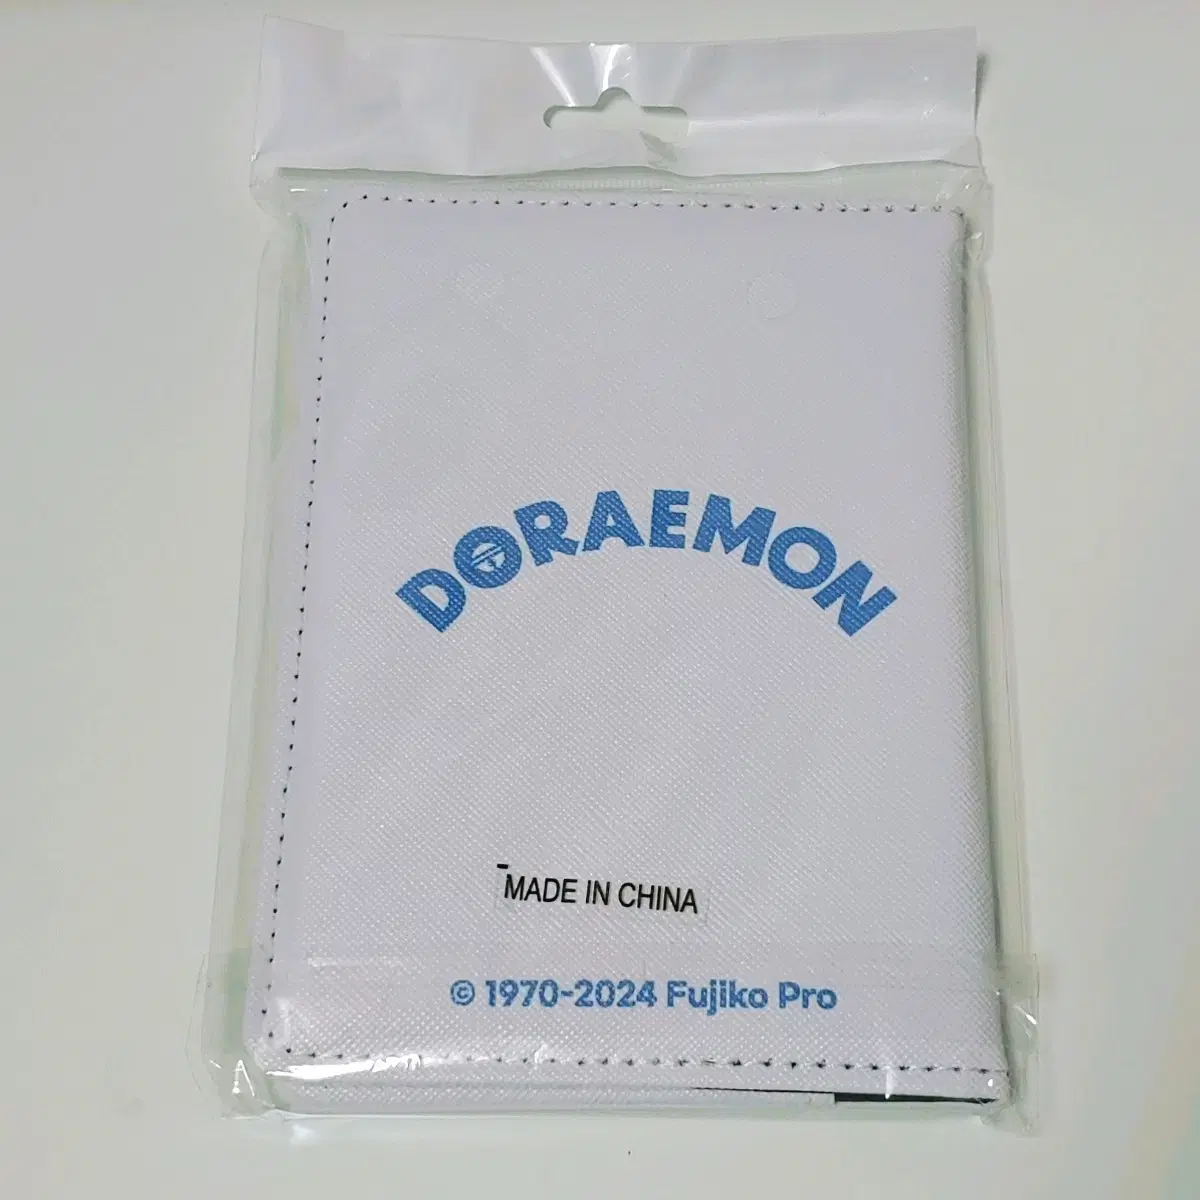 DORAEMON
MADE IN CHINA
© 1970-2024 Fujiko Pro